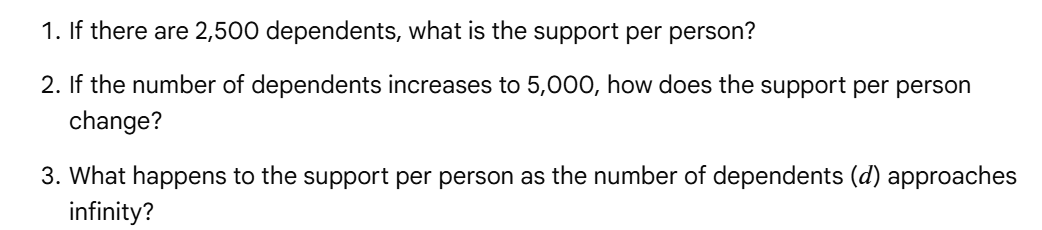 1. If there are 2,500 dependents, what is the support per person?
2. If the number of dependents increases to 5,000, how does the support per person
change?
3. What happens to the support per person as the number of dependents (d) approaches
infinity?